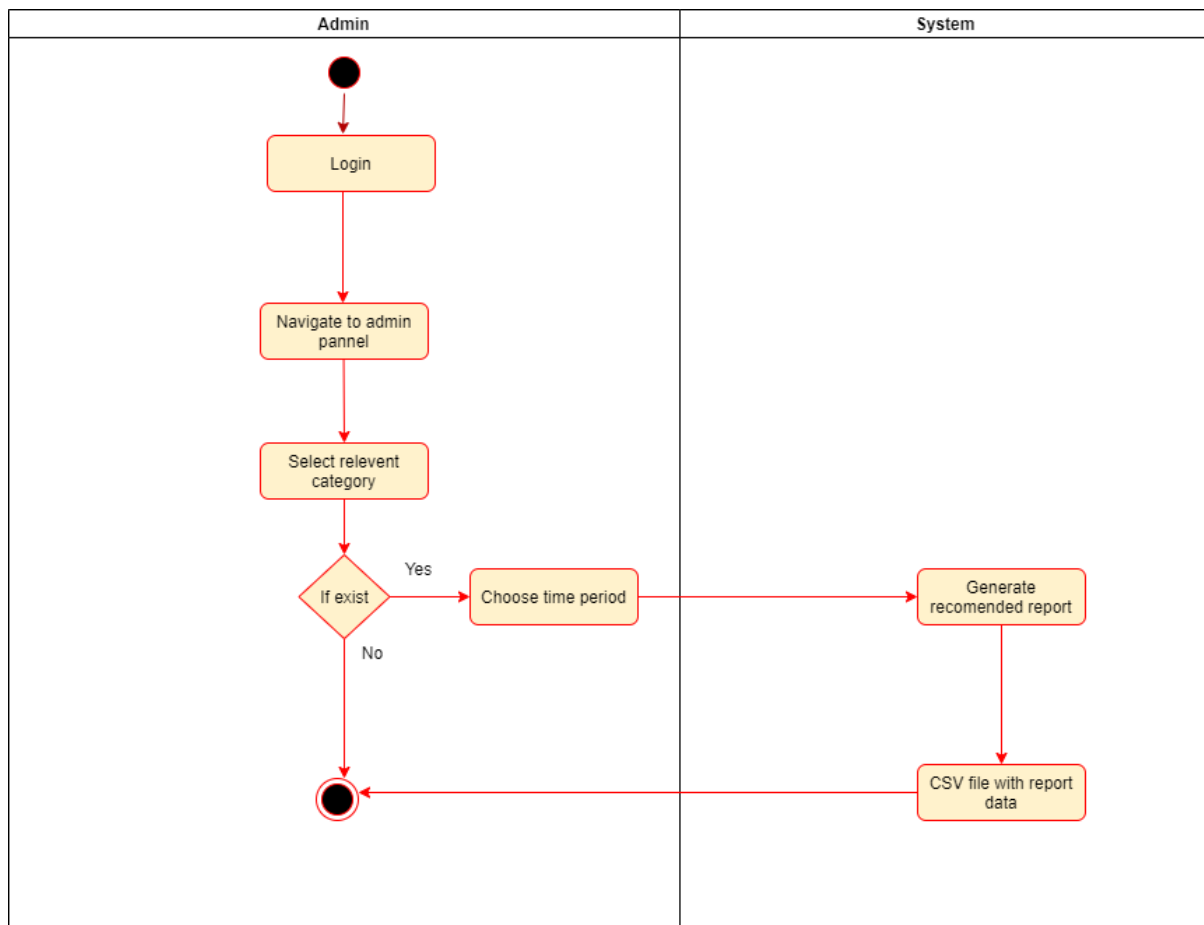 Admin
System
Login
Navigate to admin
pannel
Select relevent
category
If exist
Yes
Choose time period
Generate
recomended report
No
CSV file with report
data